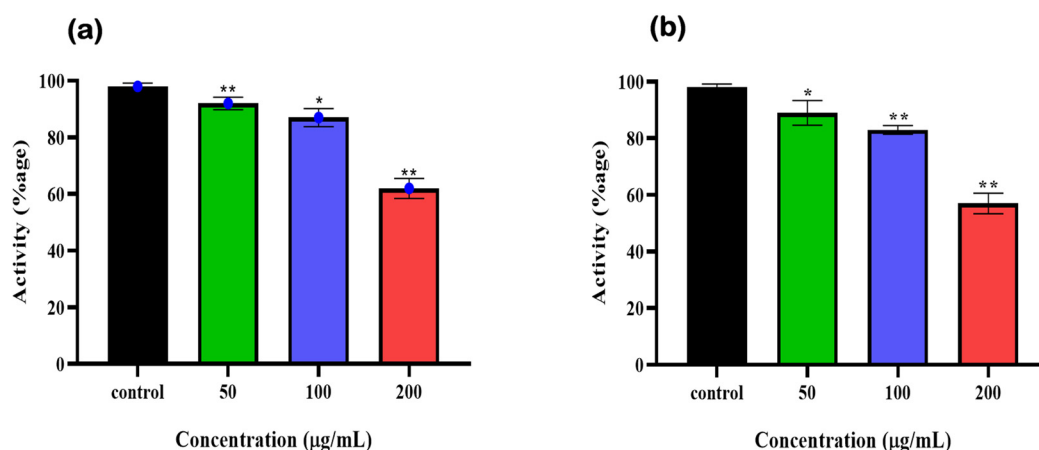 (a)
Activity (%age)
100
80
60
40
20
0
**
*
**
control 50 100 200
Concentration (μg/mL)
(b)
Activity (%age)
100
80
60
40
20
0
*
**
**
control 50 100 200
Concentration (μg/mL)